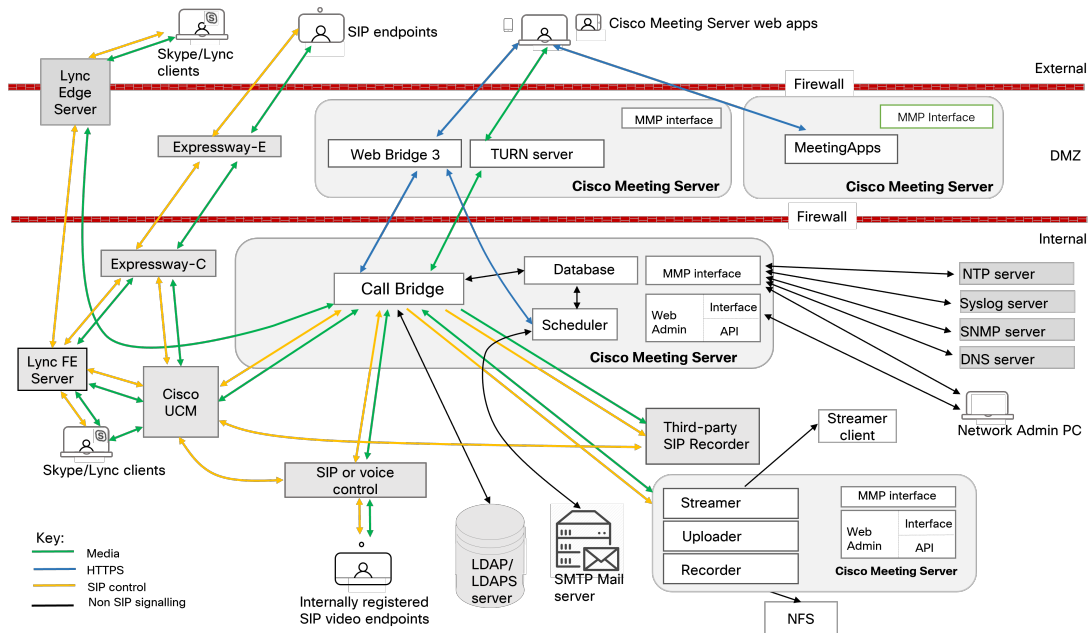 Skype/Lync
clients
SIP endpoints
Cisco Meeting Server web apps
External
Lync
Edge
Server
Firewall
Expressway-E
MMP interface
Web Bridge 3
TURN server
Cisco Meeting Server
MMP Interface
MeetingApps
Cisco Meeting Server
DMZ
Firewall
Internal
Expressway-C
Database
MMP interface
Call Bridge
Scheduler
Web
Admin
Interface
API
Cisco Meeting Server
NTP server
Syslog server
SNMP server
DNS server
Lync FE
Server
Cisco
UCM
Skype/Lync clients
Third-party
SIP Recorder
Streamer
client
Network Admin PC
SIP or voice
control
Streamer
Uploader
Recorder
MMP interface
Web
Admin
Interface
API
Cisco Meeting Server
LDAP/
LDAPS
server
SMTP Mail
server
Internally registered
SIP video endpoints
NFS
Key:
Media
HTTPS
SIP control
Non SIP signalling
S
S